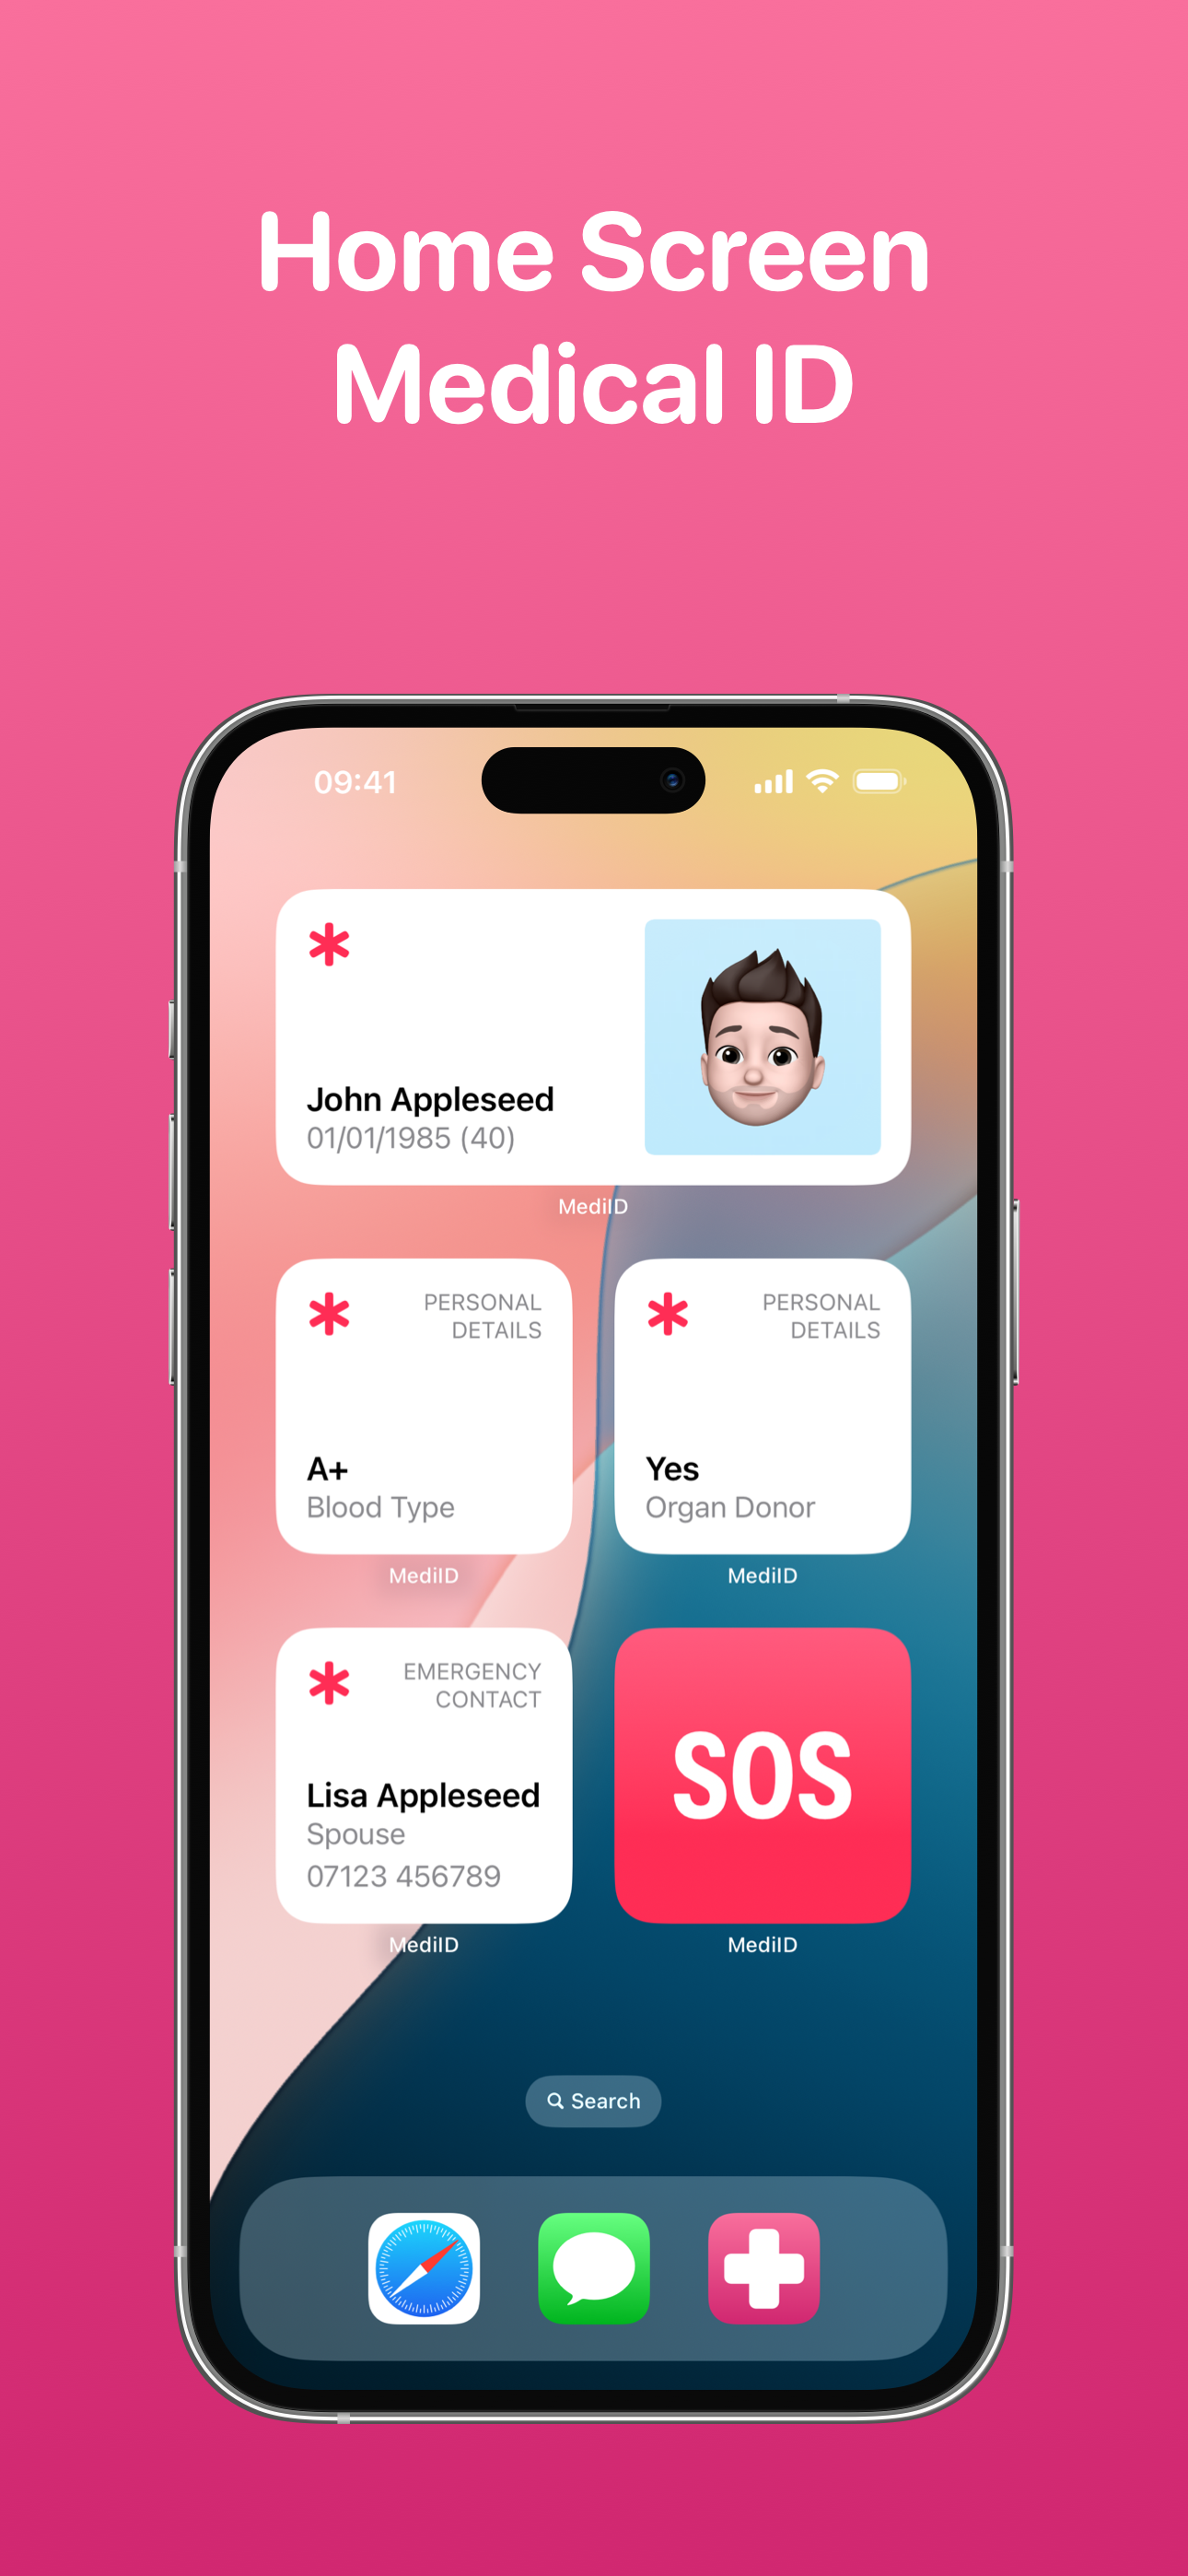 Home Screen
Medical ID
09:41
John Appleseed
01/01/1985 (40)
MediID
PERSONAL
DETAILS
A+
Blood Type
MediID
PERSONAL
DETAILS
Yes
Organ Donor
MediID
EMERGENCY
CONTACT
Lisa Appleseed
Spouse
07123 456789
MediID
SOS
MediID
Search